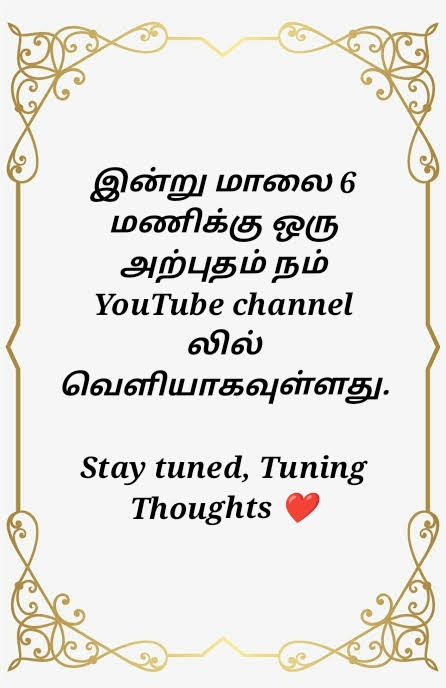 இன்று மாலை 6
மணிக்கு ஒரு
அற்புதம் நம்
YouTube channel
லில்
வெளியாகவுள்ளது.
Stay tuned, Tuning
Thoughts ❤️